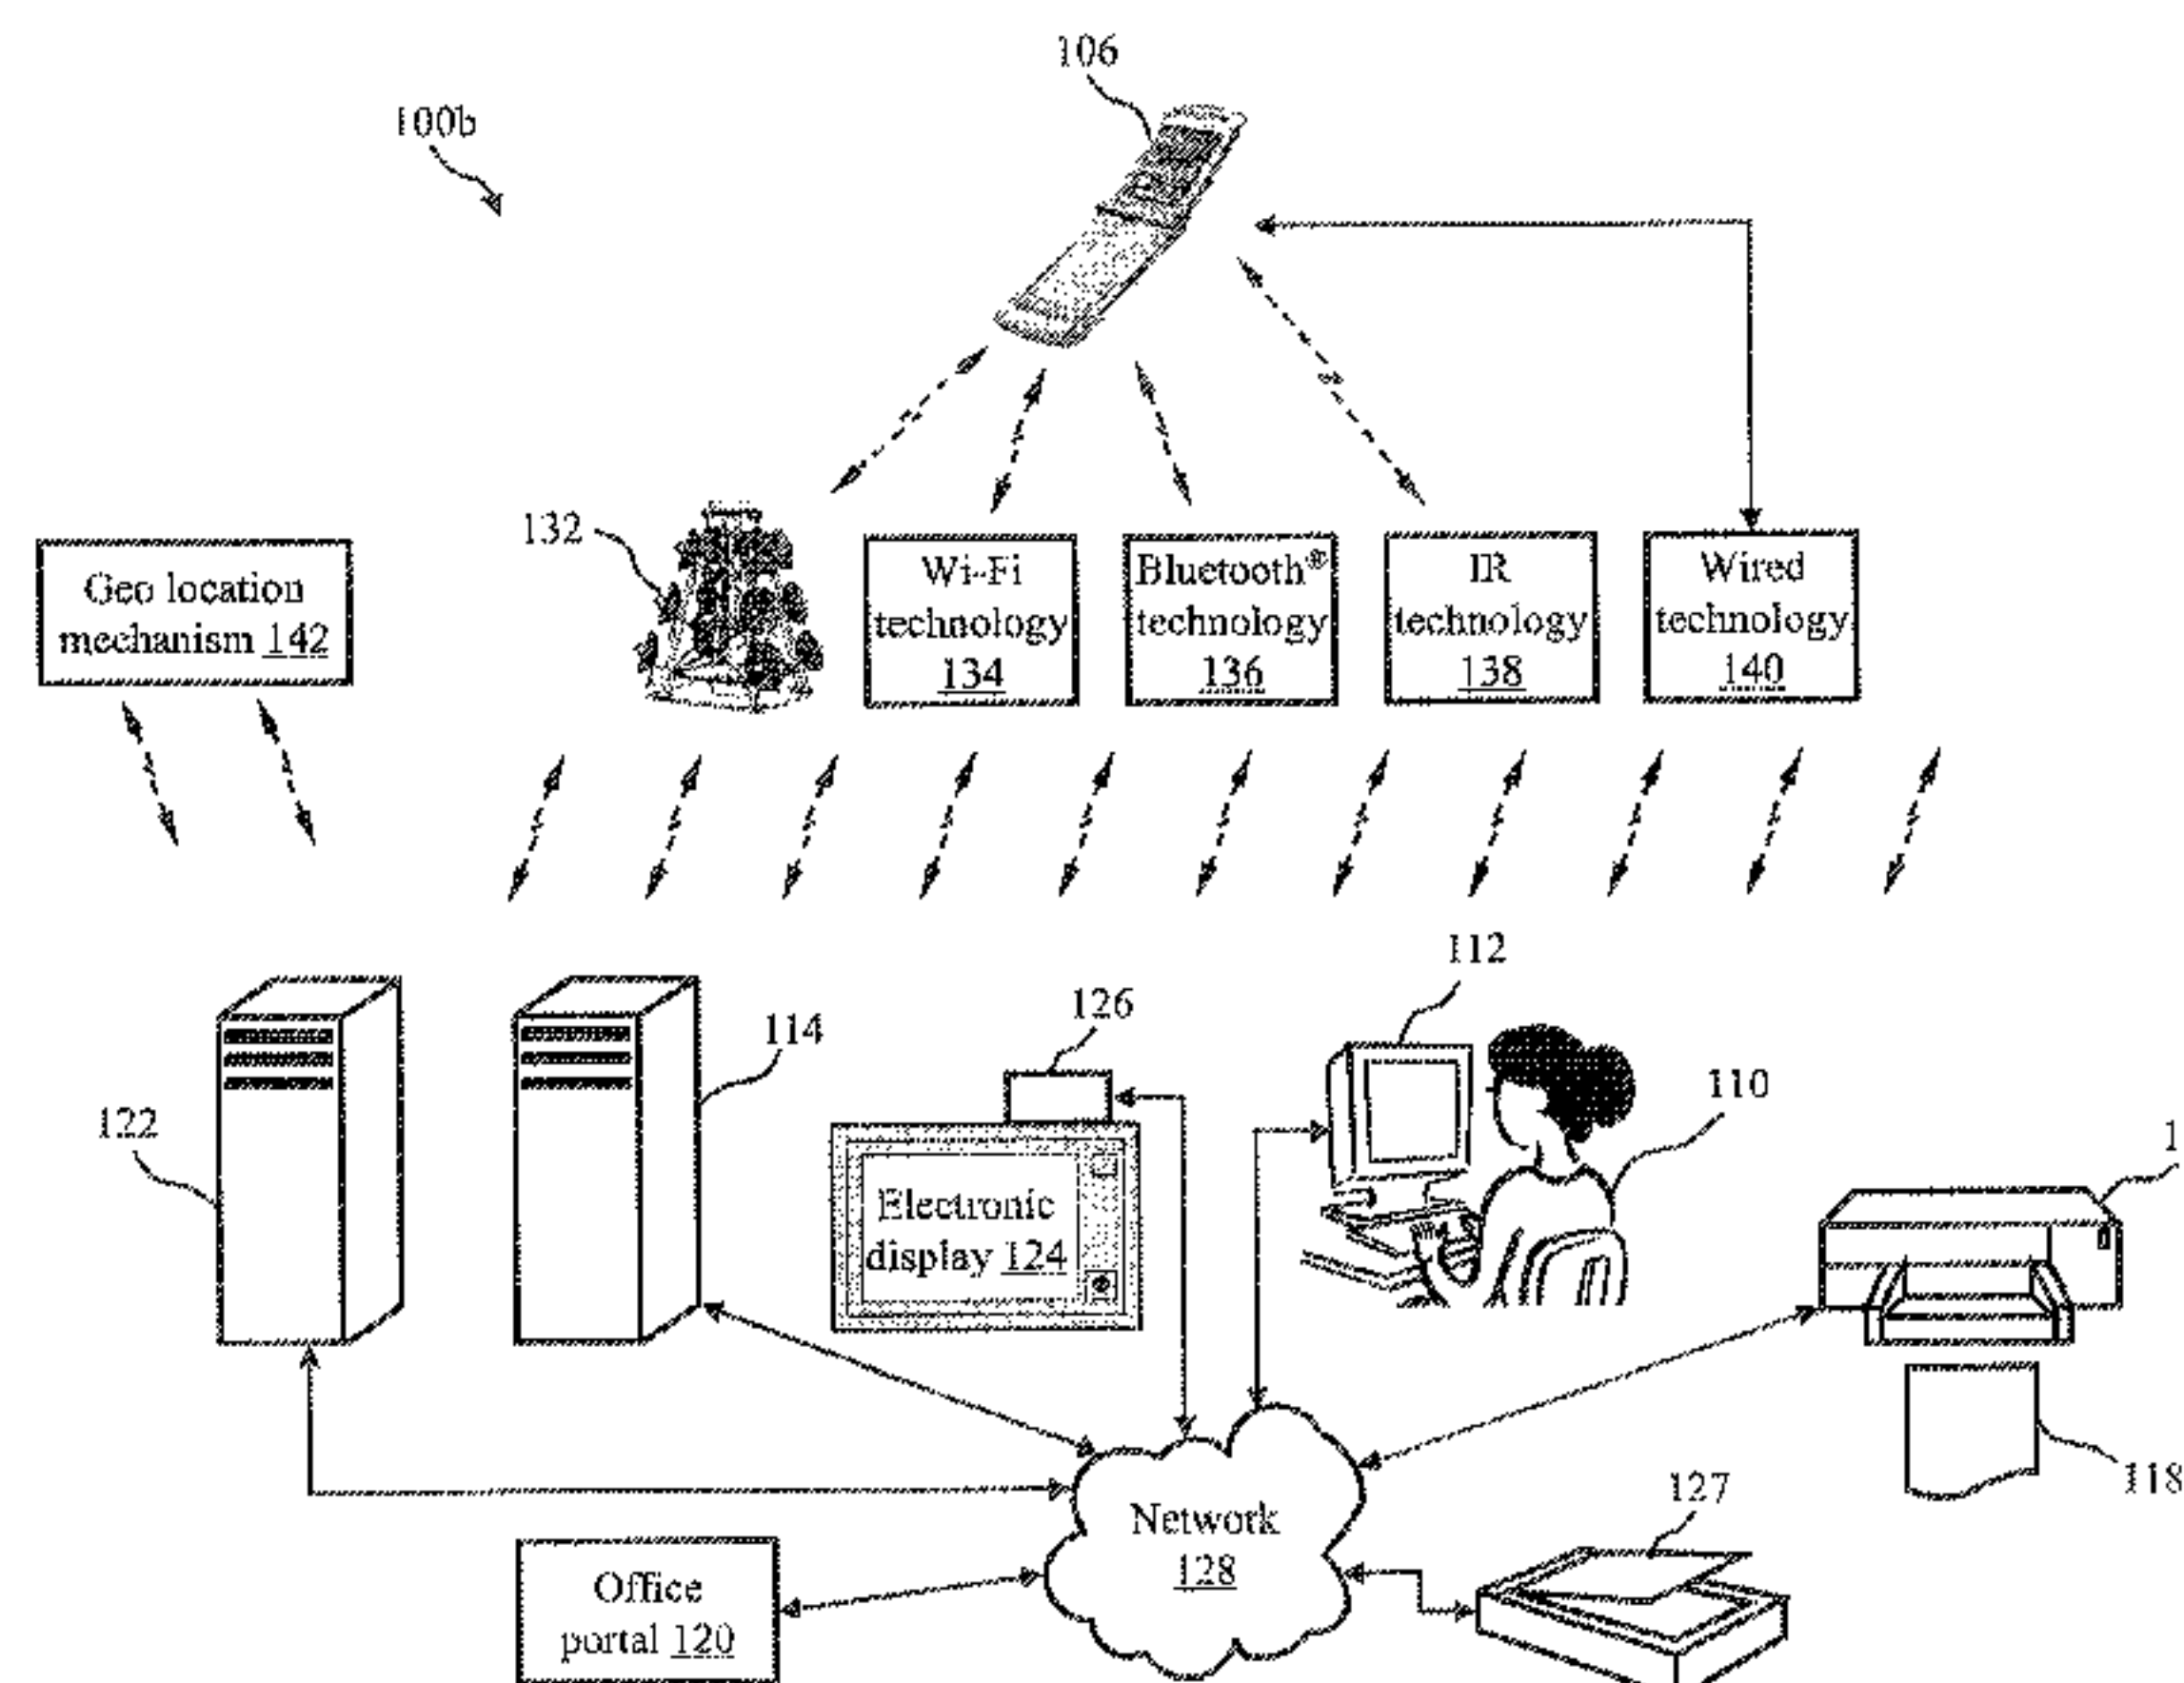 106
100b
132
Geo location
mechanism 142
Wi-Fi
technology
134
Bluetooth®
technology
136
IR
technology
138
Wired
technology
140
112
126
114
110
122
1
Electronic
display 124
118
127
Network
128
Office
portal 120